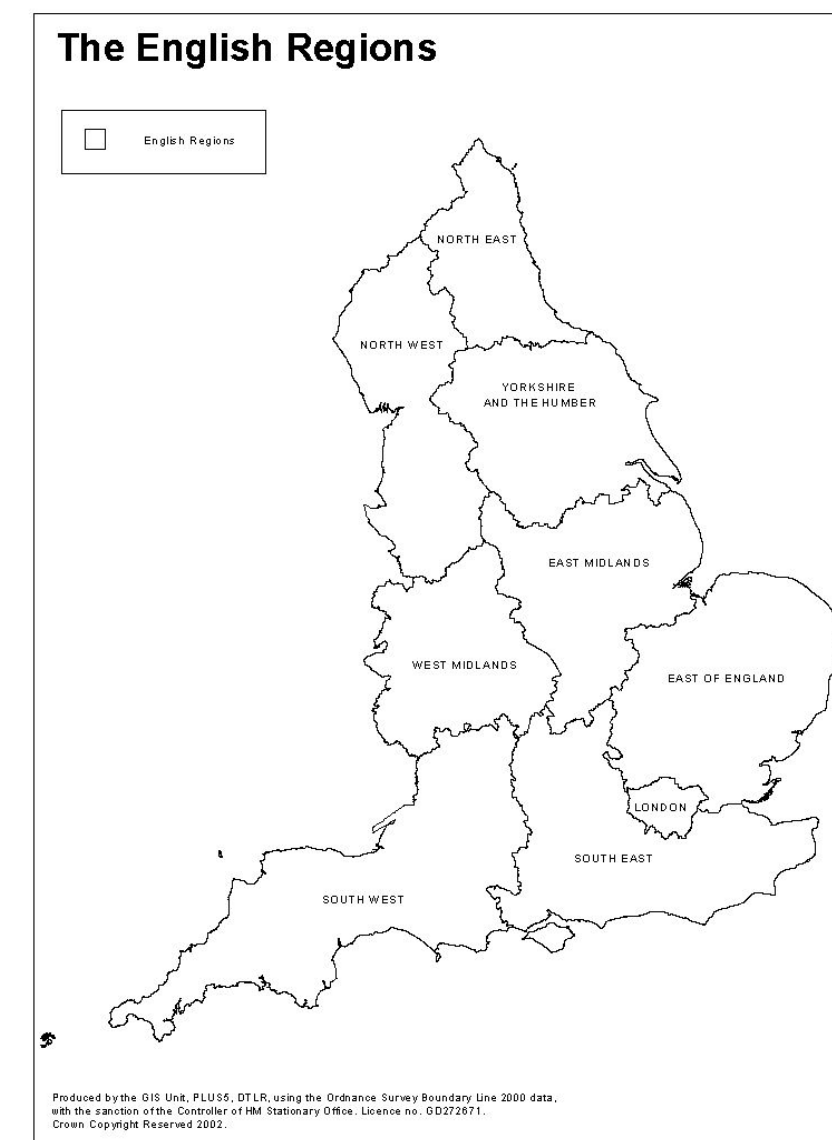 The English Regions
English Regions
NORTH EAST
NORTH WEST
YORKSHIRE
AND THE HUMBER
EAST MIDLANDS
WEST MIDLANDS
EAST OF ENGLAND
LONDON
SOUTH EAST
SOUTH WEST
Produced by the GIS Unit, PLUS5, DTLR, using the Ordnance Survey Boundary Line 2000 data,
with the sanction of the Controller of HM Stationary Office. Licence no. GD272671.
Crown Copyright Reserved 2002.